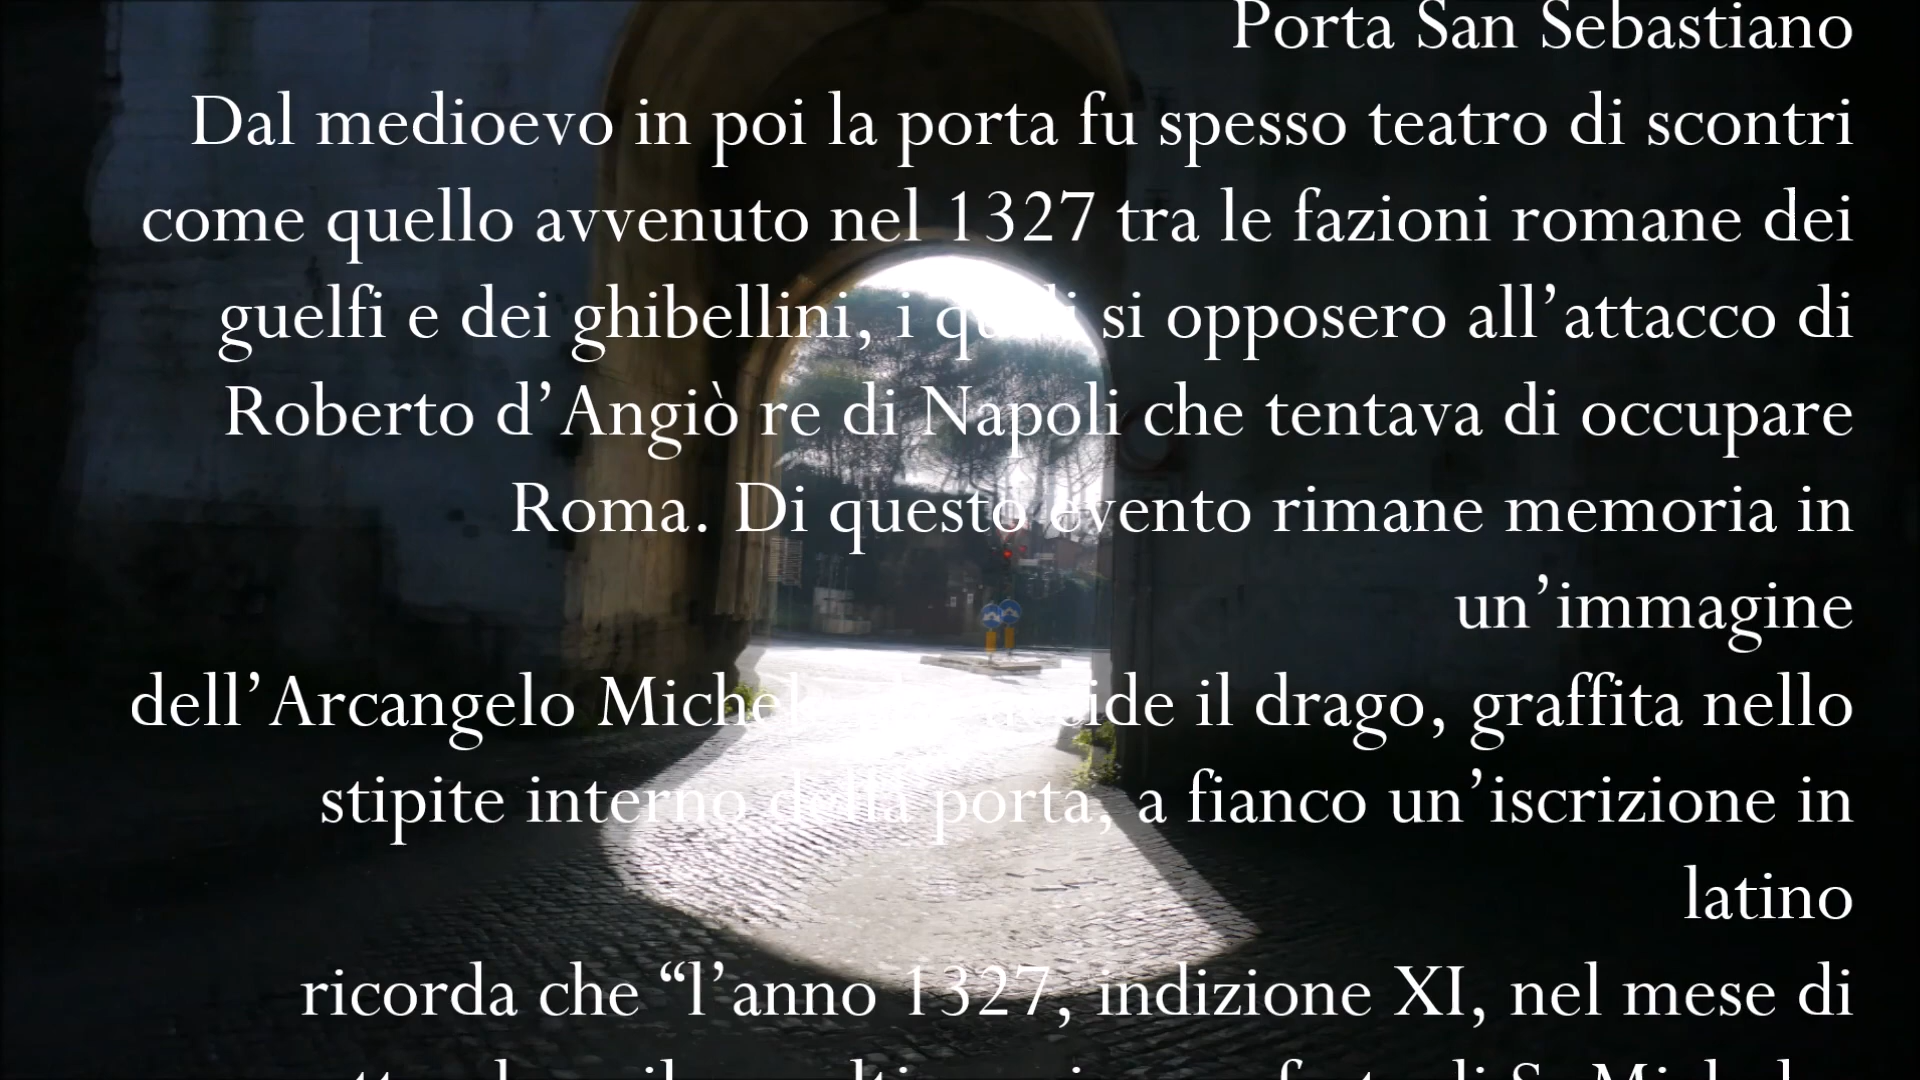 Porta San Sebastiano
Dal medioevo in poi la porta fu spesso teatro di scontri
come quello avvenuto nel 1327 tra le fazioni romane dei
guelfi e dei ghibellini, i quali si opposero all’attacco di
Roberto d’Angiò re di Napoli che tentava di occupare
Roma. Di questo evento rimane memoria in
un’immagine
dell’Arcangelo Michele uccide il drago, graffita nello
stipite interno della porta, a fianco un’iscrizione in
latino
ricorda che “l’anno 1327, indizione XI, nel mese di